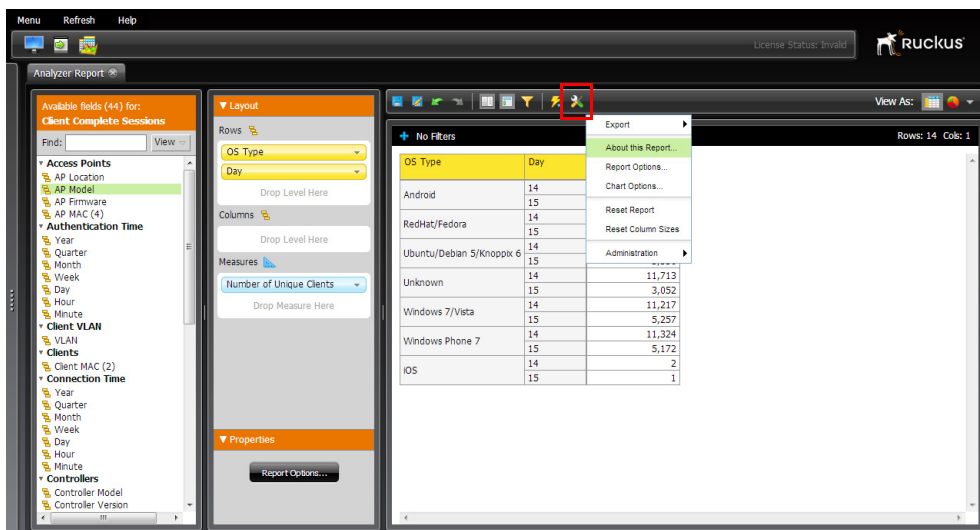 Menu Refresh Help
License Status: Invalid
Ruckus
Analyzer Report
Available fields (44) for:
Client Complete Sessions
Find:
View
Access Points
AP Location
AP Model
AP Firmware
AP MAC (4)
Authentication Time
Year
Quarter
Month
Week
Day
Hour
Minute
Client VLAN
VLAN
Clients
Client MAC (2)
Connection Time
Year
Quarter
Month
Week
Day
Hour
Minute
Controllers
Controller Model
Controller Version
Layout
Rows
OS Type
Day
Drop Level Here
Columns
Drop Level Here
Measures
Number of Unique Clients
Drop Measure Here
Properties
Report Options...
View As:
No Filters
Rows: 14 Cols: 1
Export
About this Report...
Report Options...
Chart Options...
Reset Report
Reset Column Sizes
Administration
OS Type Day
Android 14
15
RedHat/Fedora 14
15
Ubuntu/Debian 5/Knoppix 6 14
15
Unknown 14 11,713
15 3,052
Windows 7/Vista 14 11,217
15 5,257
Windows Phone 7 14 11,324
15 5,172
iOS 14 2
15 1